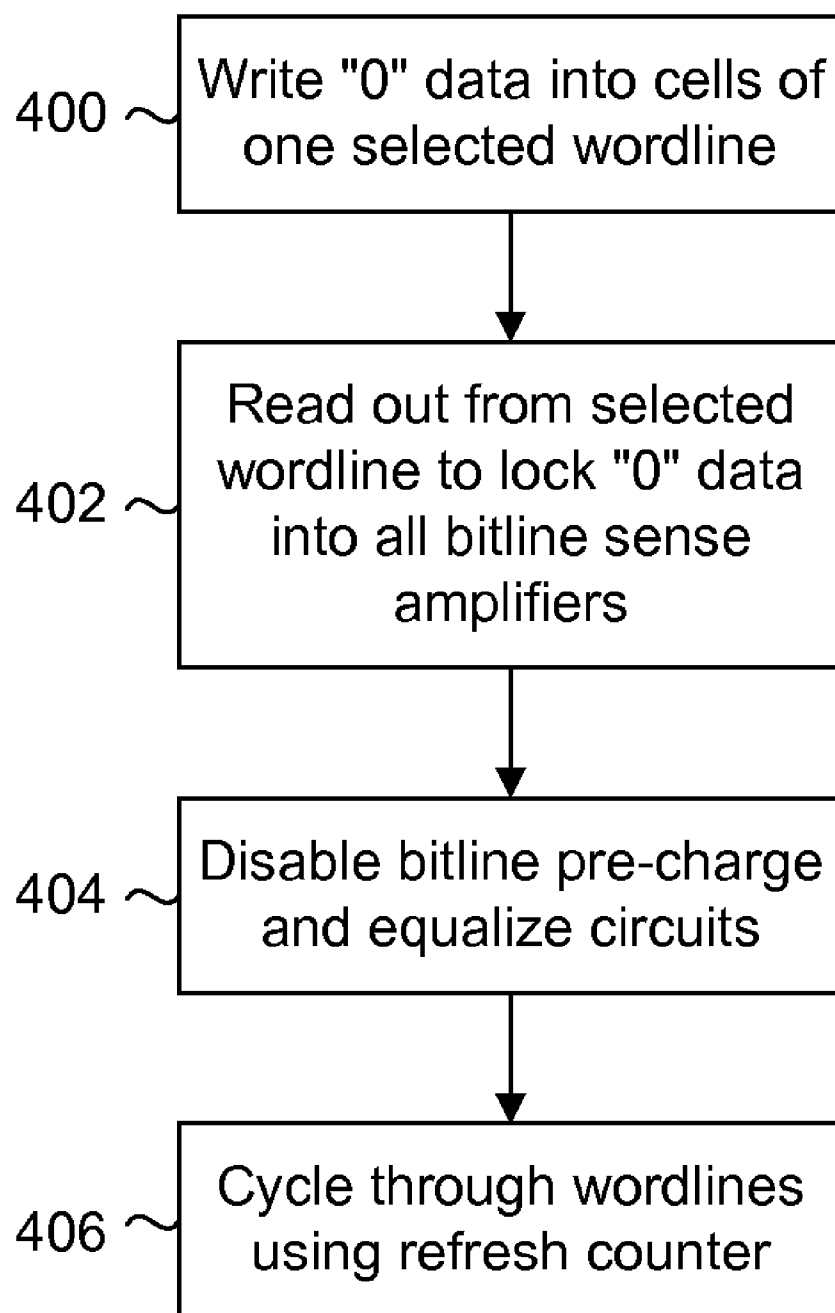 400
Write "0" data into cells of
one selected wordline
402
Read out from selected
wordline to lock "0" data
into all bitline sense
amplifiers
404
Disable bitline pre-charge
and equalize circuits
406
Cycle through wordlines
using refresh counter